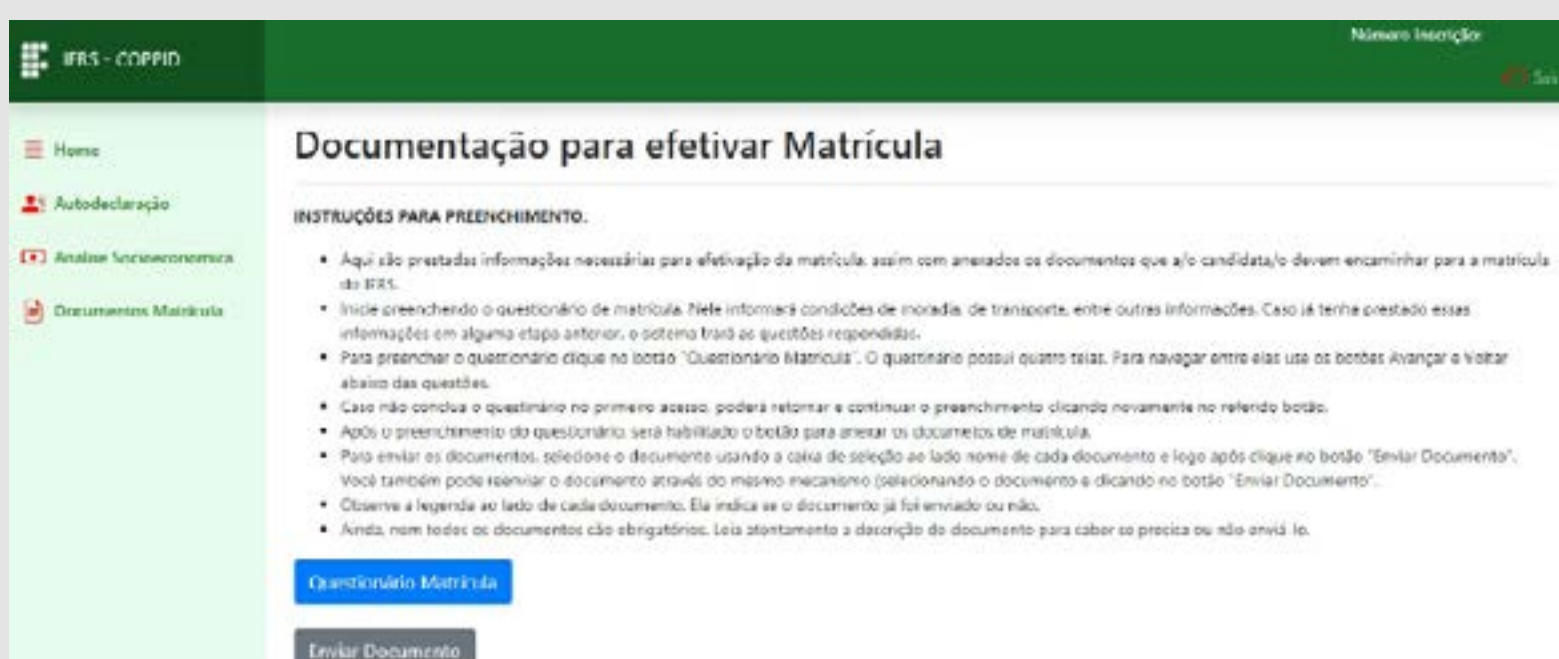 IFRS - COPPID
Número Inscrição:
Sair
Home
Autodeclaração
Análise Socioeconomica
Documentos Matrícula
Documentação para efetivar Matrícula
INSTRUÇÕES PARA PREENCHIMENTO.
Aqui são prestadas informações necessárias para efetivação da matrícula, assim com anexados os documentos que a/o candidata/o devem encaminhar para a matrícula
do IFRS.
Inicie preenchendo o questionário de matrícula. Nele informará condições de moradia, de transporte, entre outras informações. Caso já tenha prestado essas
informações em alguma etapa anterior, o sistema trará as questões respondidas.
Para preencher o questionário clique no botão "Questionário Matrícula". O questinário possui quatro telas. Para navegar entre elas use os botões Avançar e Voltar
abaixo das questões.
Caso não conclua o questinário no primeiro acesso, poderá retornar e continuar o preenchimento clicando novamente no referido botão.
Após o preenchimento do questionário, será habilitado o botão para anexar os documetos de matrícula.
Para enviar os documentos, selecione o documento usando a caixa de seleção ao lado nome de cada documento e logo após clique no botão "Enviar Documento".
Você também pode reenviar o documento através do mesmo mecanismo (selecionando o documento e clicando no botão "Enviar Documento".
Observe a legenda ao lado de cada documento. Ela indica se o documento já foi enviado ou não.
Ainda, nem todos os documentos são obrigatórios. Leia atentamente a descrição do documento para saber se precisa ou não enviá-lo.
Questionário Matrícula
Enviar Documento